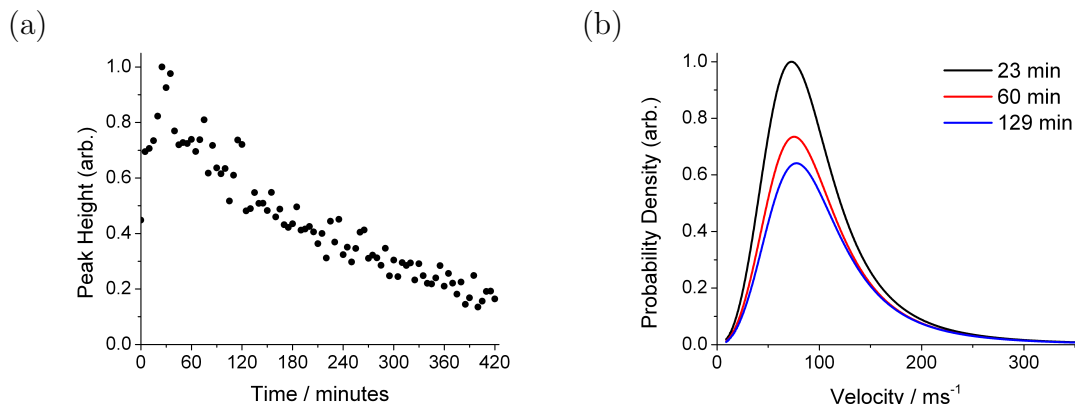 (a)
Peak Height (arb.)
1.0
0.8
0.6
0.4
0.2
0.0
0 60 120 180 240 300 360 420
Time / minutes
(b)
Probability Density (arb.)
1.0
0.8
0.6
0.4
0.2
0.0
0 100 200 300
Velocity / ms⁻¹
23 min
60 min
129 min